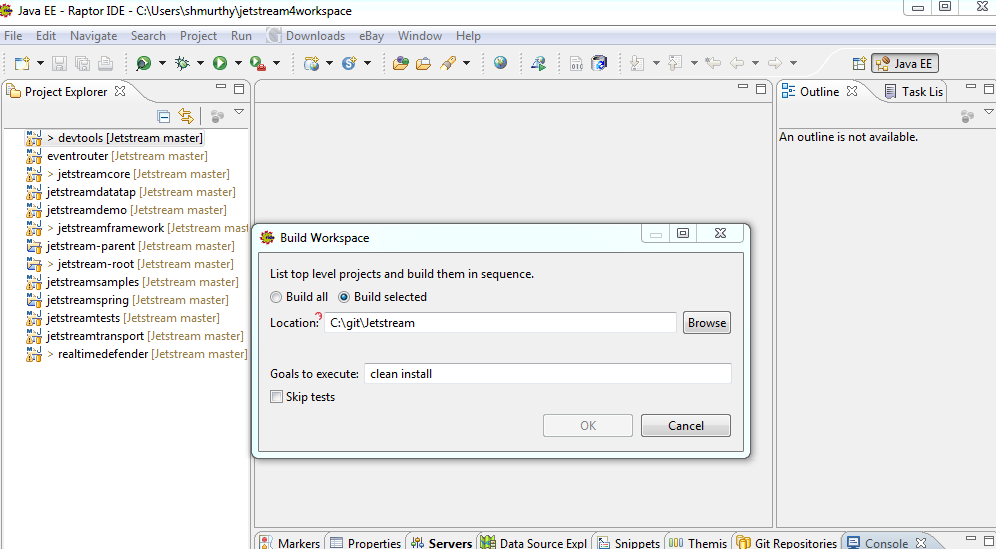 Java EE - Raptor IDE - C:\Users\shmurthy\jetstream4workspace
File Edit Navigate Search Project Run Downloads eBay Window Help
Java EE
Project Explorer
> devtools [Jetstream master]
eventrouter [Jetstream master]
> jetstreamcore [Jetstream master]
jetstreamdatatap [Jetstream master]
jetstreamdemo [Jetstream master]
> jetstreamframework [Jetstream mas
jetstream-parent [Jetstream master]
> jetstream-root [Jetstream master]
jetstreamsamples [Jetstream master]
jetstreamspring [Jetstream master]
jetstreamtests [Jetstream master]
jetstreamtransport [Jetstream master]
> realtimedefender [Jetstream master]
Outline Task Lis
An outline is not available.
Build Workspace
List top level projects and build them in sequence.
Build all Build selected
Location: C:\git\Jetstream Browse
Goals to execute: clean install
Skip tests
OK Cancel
Markers Properties Servers Data Source Expl Snippets Themis Git Repositories Console